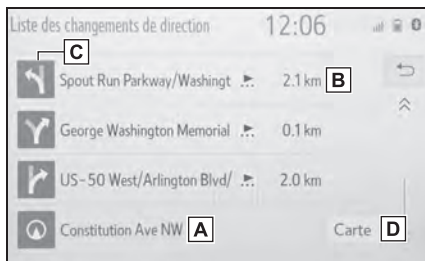 Liste des changements de direction 12:06
C
Spout Run Parkway/Washingt 2.1 km B
George Washington Memorial 0.1 km
US-50 West/Arlington Blvd/ 2.0 km
Constitution Ave NW A Carte D